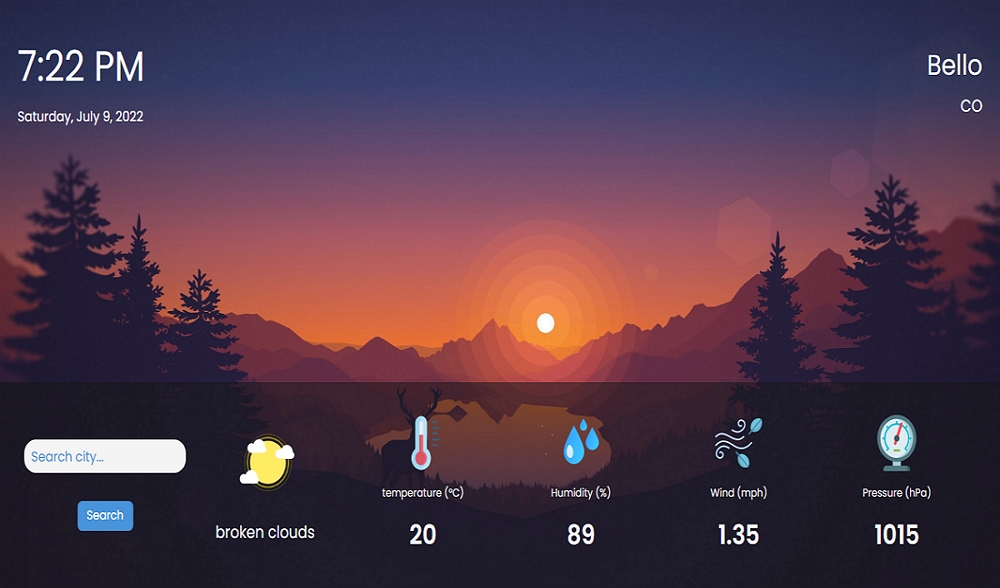 7:22 PM
Saturday, July 9, 2022
Bello
CO
Search city...
Search
broken clouds
temperature (°C)
20
Humidity (%)
89
Wind (mph)
1.35
Pressure (hPa)
1015